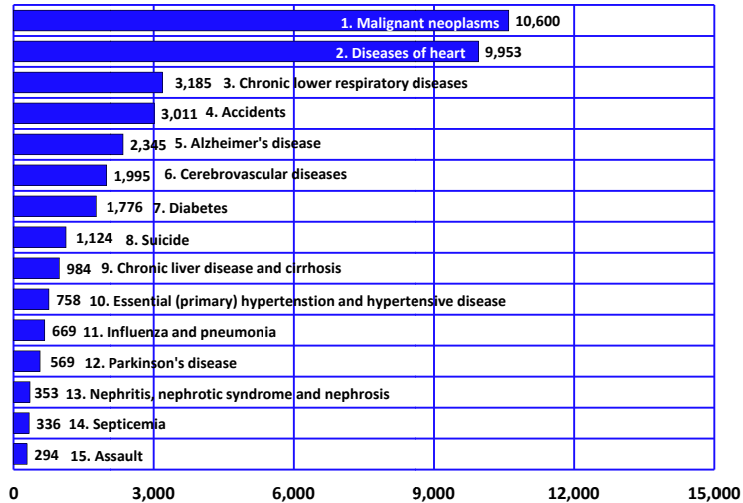 1. Malignant neoplasms 10,600
2. Diseases of heart 9,953
3,185 3. Chronic lower respiratory diseases
3,011 4. Accidents
2,345 5. Alzheimer's disease
1,995 6. Cerebrovascular diseases
1,776 7. Diabetes
1,124 8. Suicide
984 9. Chronic liver disease and cirrhosis
758 10. Essential (primary) hypertenstion and hypertensive disease
669 11. Influenza and pneumonia
569 12. Parkinson's disease
353 13. Nephritis, nephrotic syndrome and nephrosis
336 14. Septicemia
294 15. Assault
0 3,000 6,000 9,000 12,000 15,000